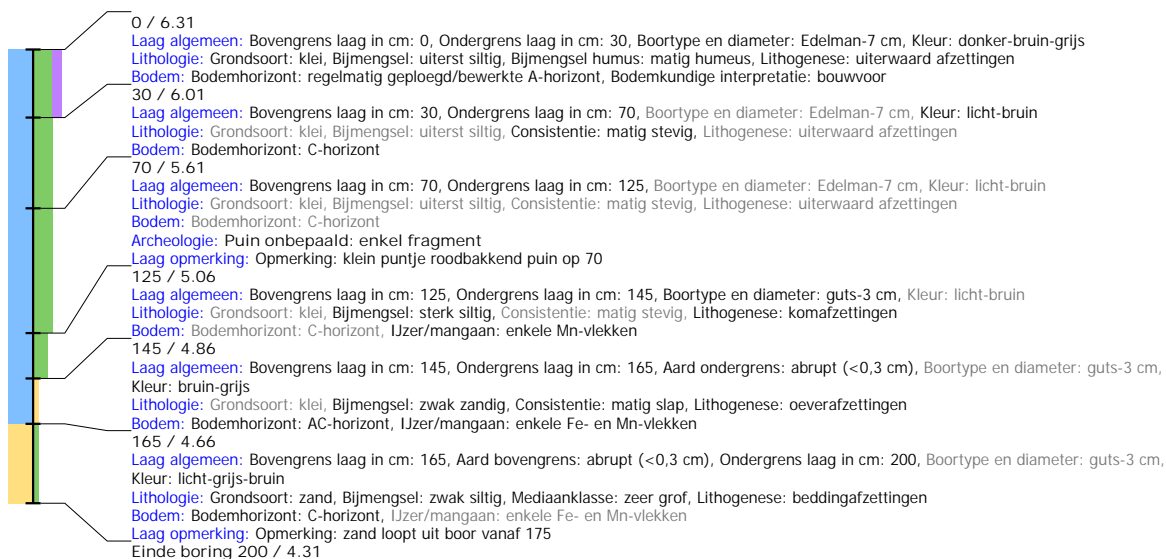 0 / 6.31
Laag algemeen: Bovengrens laag in cm: 0, Ondergrens laag in cm: 30, Boortype en diameter: Edelman-7 cm, Kleur: donker-bruin-grijs
Lithologie: Grondsoort: klei, Bijmengsel: uiterst siltig, Bijmengsel humus: matig humeus, Lithogenese: uiterwaard afzettingen
Bodem: Bodemhorizont: regelmatig geploegd/bewerkte A-horizont, Bodemkundige interpretatie: bouwvoor
30 / 6.01
Laag algemeen: Bovengrens laag in cm: 30, Ondergrens laag in cm: 70, Boortype en diameter: Edelman-7 cm, Kleur: licht-bruin
Lithologie: Grondsoort: klei, Bijmengsel: uiterst siltig, Consistentie: matig stevig, Lithogenese: uiterwaard afzettingen
Bodem: Bodemhorizont: C-horizont
70 / 5.61
Laag algemeen: Bovengrens laag in cm: 70, Ondergrens laag in cm: 125, Boortype en diameter: Edelman-7 cm, Kleur: licht-bruin
Lithologie: Grondsoort: klei, Bijmengsel: uiterst siltig, Consistentie: matig stevig, Lithogenese: uiterwaard afzettingen
Bodem: Bodemhorizont: C-horizont
Archeologie: Puin onbepaald: enkel fragment
Laag opmerking: Opmerking: klein puntje roodbakkend puin op 70
125 / 5.06
Laag algemeen: Bovengrens laag in cm: 125, Ondergrens laag in cm: 145, Boortype en diameter: guts-3 cm, Kleur: licht-bruin
Lithologie: Grondsoort: klei, Bijmengsel: sterk siltig, Consistentie: matig stevig, Lithogenese: komafzettingen
Bodem: Bodemhorizont: C-horizont, IJzer/mangaan: enkele Mn-vlekken
145 / 4.86
Laag algemeen: Bovengrens laag in cm: 145, Ondergrens laag in cm: 165, Aard ondergrens: abrupt (<0,3 cm), Boortype en diameter: guts-3 cm,
Kleur: bruin-grijs
Lithologie: Grondsoort: klei, Bijmengsel: zwak zandig, Consistentie: matig slap, Lithogenese: oeverafzettingen
Bodem: Bodemhorizont: AC-horizont, IJzer/mangaan: enkele Fe- en Mn-vlekken
165 / 4.66
Laag algemeen: Bovengrens laag in cm: 165, Aard bovengrens: abrupt (<0,3 cm), Ondergrens laag in cm: 200, Boortype en diameter: guts-3 cm,
Kleur: licht-grijs-bruin
Lithologie: Grondsoort: zand, Bijmengsel: zwak siltig, Mediaanklasse: zeer grof, Lithogenese: beddingafzettingen
Bodem: Bodemhorizont: C-horizont, IJzer/mangaan: enkele Fe- en Mn-vlekken
Laag opmerking: Opmerking: zand loopt uit boor vanaf 175
Einde boring 200 / 4.31